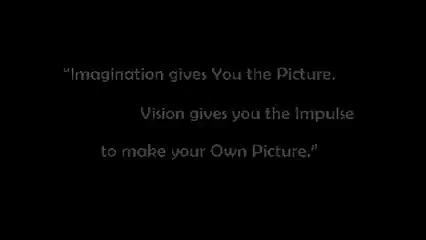 “Imagination gives You the Picture.
Vision gives you the Impulse
to make your Own Picture.”